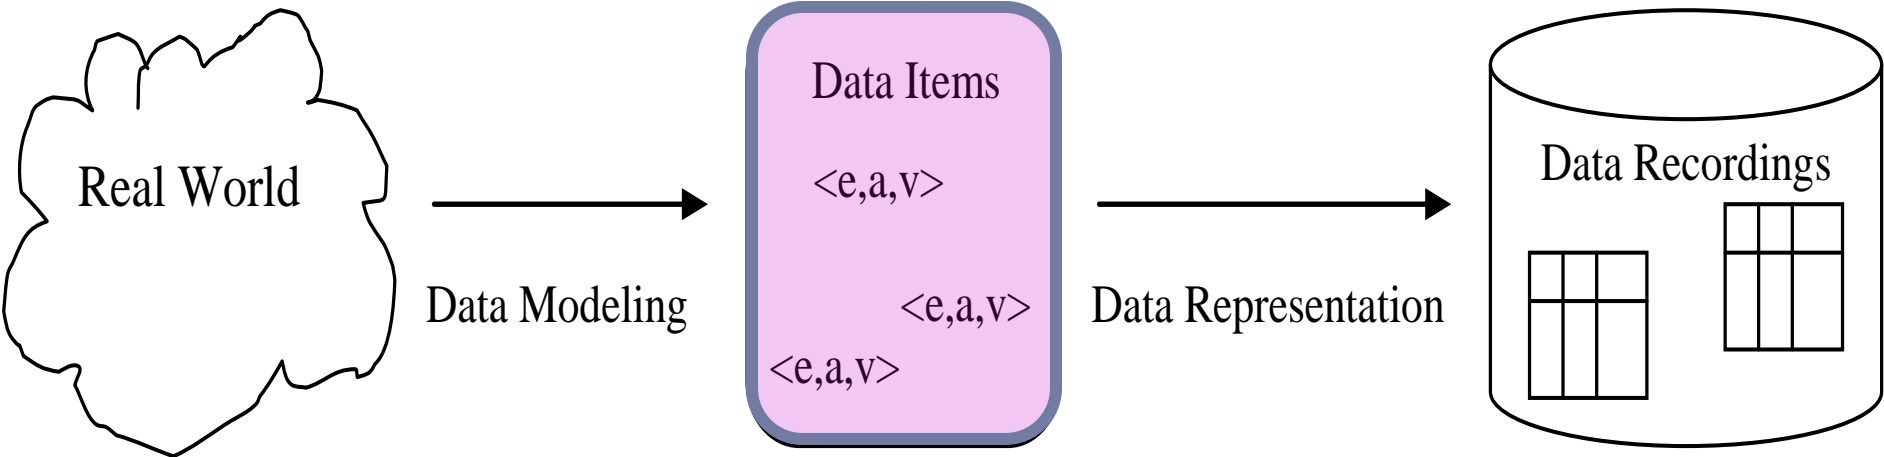 Real World
Data Modeling
Data Items
<e,a,v>
<e,a,v>
<e,a,v>
Data Representation
Data Recordings